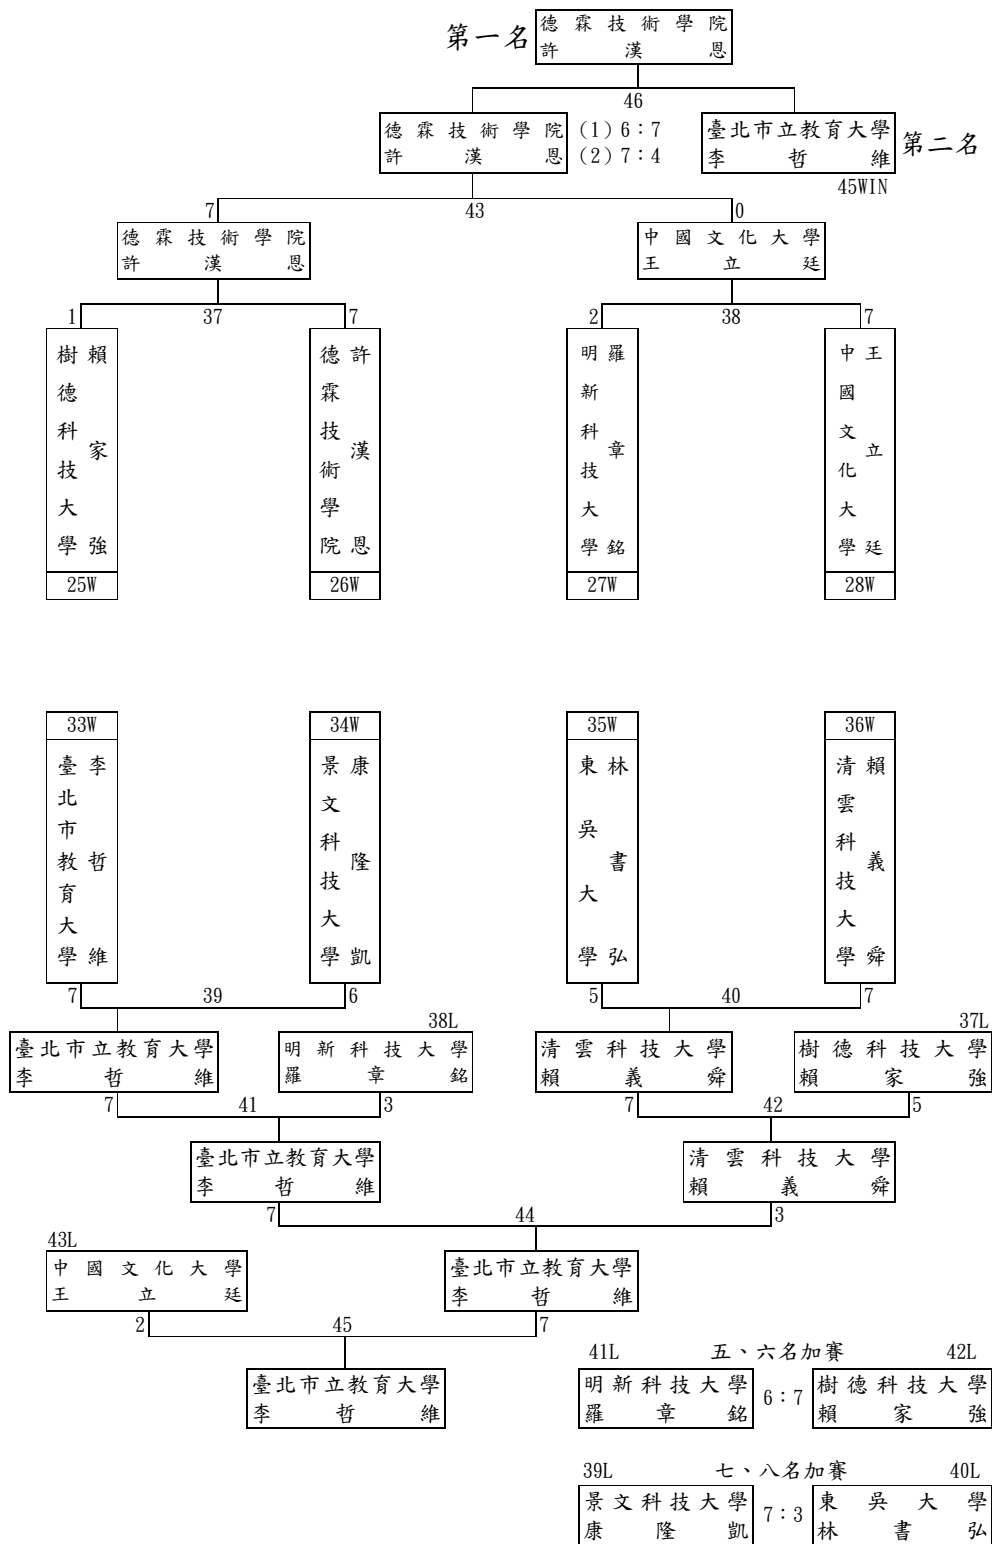 第一名
德霖技術學院
許漢恩
46
德霖技術學院
許漢恩
(1) 6：7
(2) 7：4
臺北市立教育大學
李哲維
第二名
45WIN
7 43 0
德霖技術學院
許漢恩
中國文化大學
王立廷
1 37 7
2 38 7
樹德科技大學
賴家強
25W
德霖技術學院
許漢恩
26W
明新科技大學
羅章銘
27W
中國文化大學
王立廷
28W
33W
臺北市教育大學
李哲維
34W
景文科技大學
康隆凱
35W
東吳大學
林書弘
36W
清雲科技大學
賴義舜
7 39 6
5 40 7
38L
37L
臺北市立教育大學
李哲維
明新科技大學
羅章銘
清雲科技大學
賴義舜
樹德科技大學
賴家強
7 41 3
7 42 5
臺北市立教育大學
李哲維
清雲科技大學
賴義舜
7 44 3
43L
中國文化大學
王立廷
臺北市立教育大學
李哲維
2 45 7
臺北市立教育大學
李哲維
41L 五、六名加賽 42L
明新科技大學
羅章銘
6：7
樹德科技大學
賴家強
39L 七、八名加賽 40L
景文科技大學
康隆凱
7：3
東吳大學
林書弘